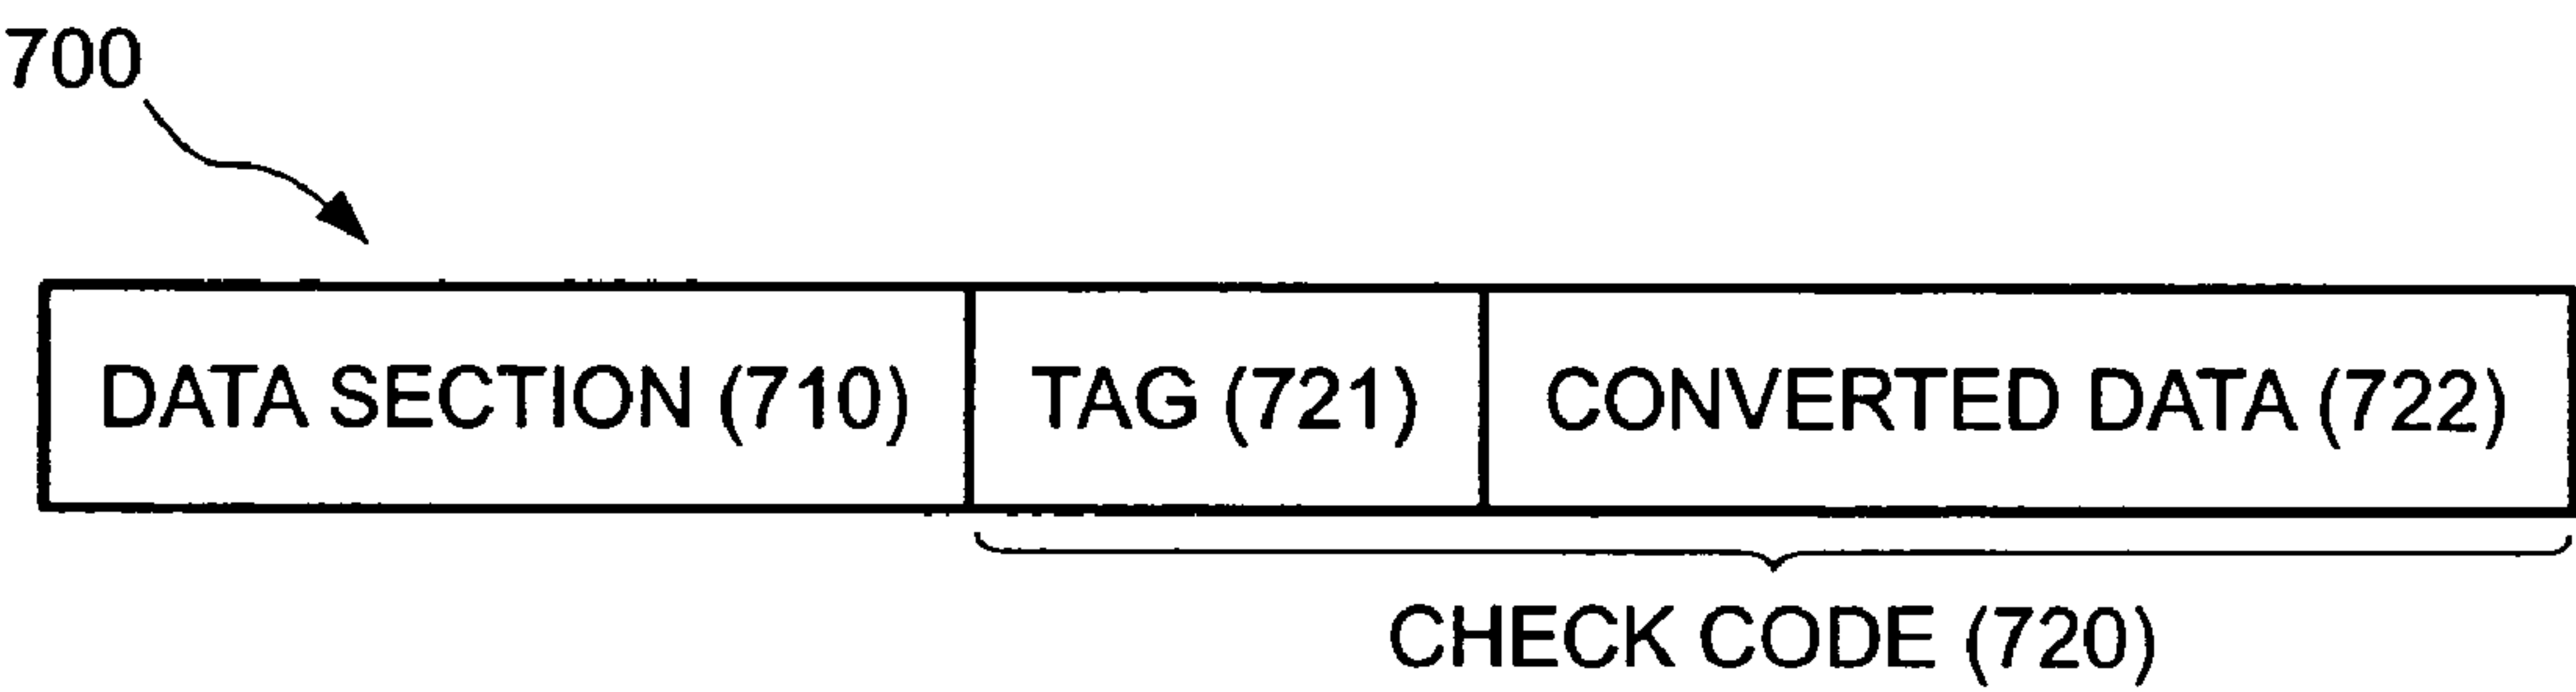 700
DATA SECTION (710) TAG (721) CONVERTED DATA (722)
CHECK CODE (720)